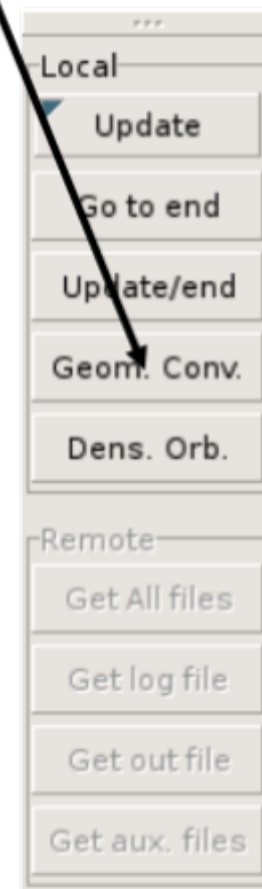 Local
Update
Go to end
Update/end
Geom. Conv.
Dens. Orb.
Remote
Get All files
Get log file
Get out file
Get aux. files